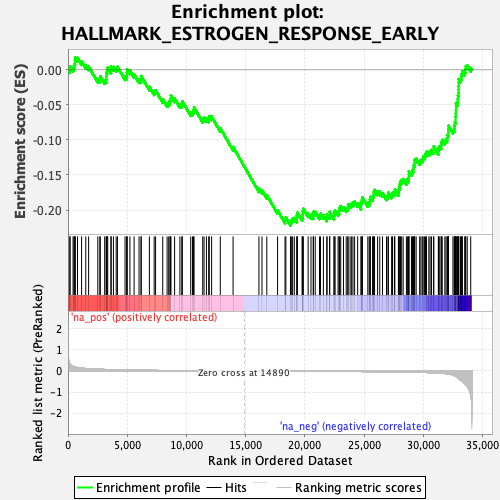 Enrichment plot:
HALLMARK_ESTROGEN_RESPONSE_EARLY
Enrichment score (ES)
0.00
-0.05
-0.10
-0.15
-0.20
'na_pos' (positively correlated)
Ranked list metric (PreRanked)
2
1
0
-1
-2
Zero cross at 14890
'na_neg' (negatively correlated)
0
5,000
10,000
15,000
20,000
25,000
30,000
35,000
Rank in Ordered Dataset
Enrichment profile
Hits
Ranking metric scores